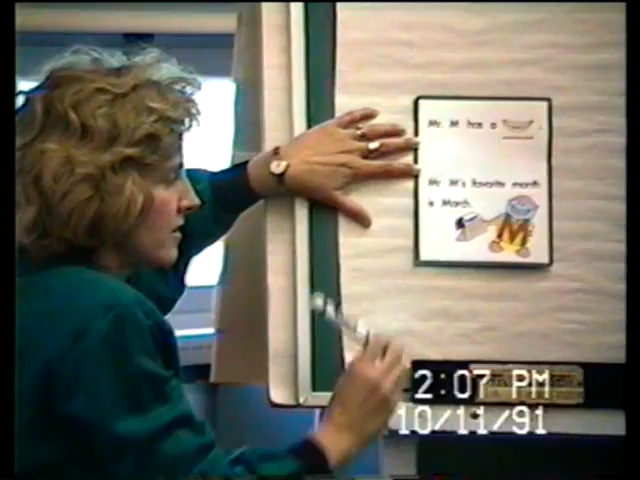 Mr. M has a
Mr. M's favorite month
is March.
M
2:07 PM
10/11/91